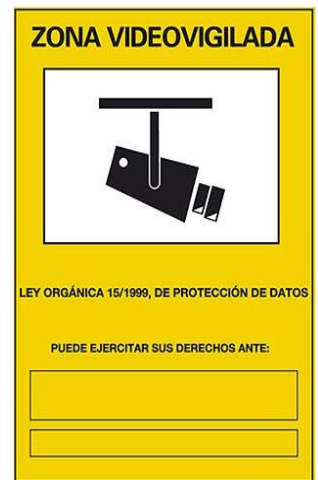 ZONA VIDEOVIGILADA
LEY ORGÁNICA 15/1999, DE PROTECCIÓN DE DATOS
PUEDE EJERCITAR SUS DERECHOS ANTE: